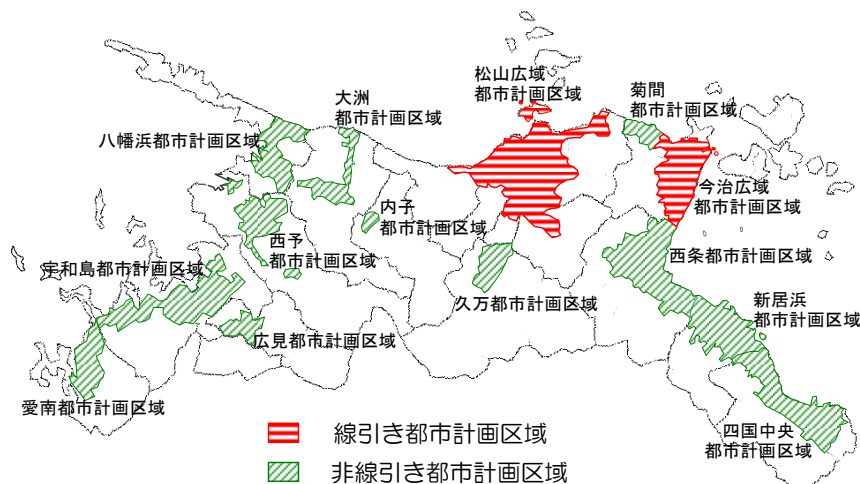 松山広域
都市計画区域
菊間
都市計画区域
大洲
都市計画区域
八幡浜都市計画区域
今治広域
都市計画区域
内子
都市計画区域
西予
都市計画区域
西条都市計画区域
宇和島都市計画区域
久万都市計画区域
新居浜
都市計画区域
広見都市計画区域
愛南都市計画区域
四国中央
都市計画区域
線引き都市計画区域
非線引き都市計画区域